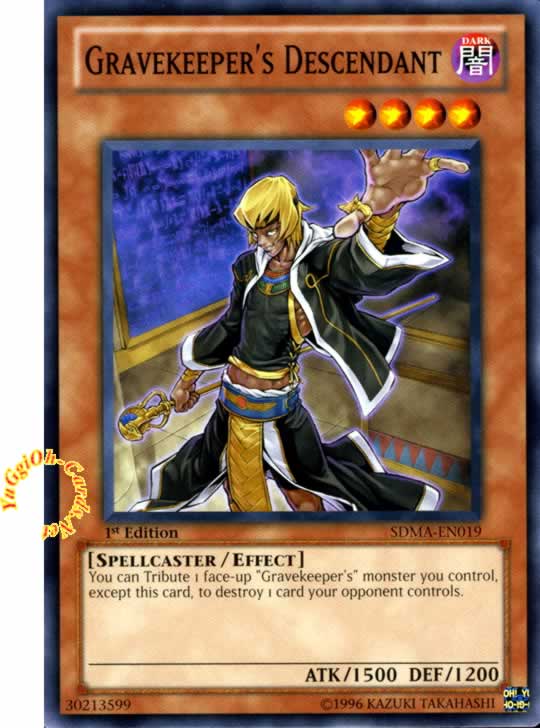 GRAVEKEEPER'S DESCENDANT
DARK
闇
YuGgiOh-Cards.Net
1st Edition
SDMA-EN019
[SPELLCASTER / EFFECT]
You can Tribute 1 face-up "Gravekeeper's" monster you control,
except this card, to destroy 1 card your opponent controls.
ATK/1500 DEF/1200
30213599
©1996 KAZUKI TAKAHASHI